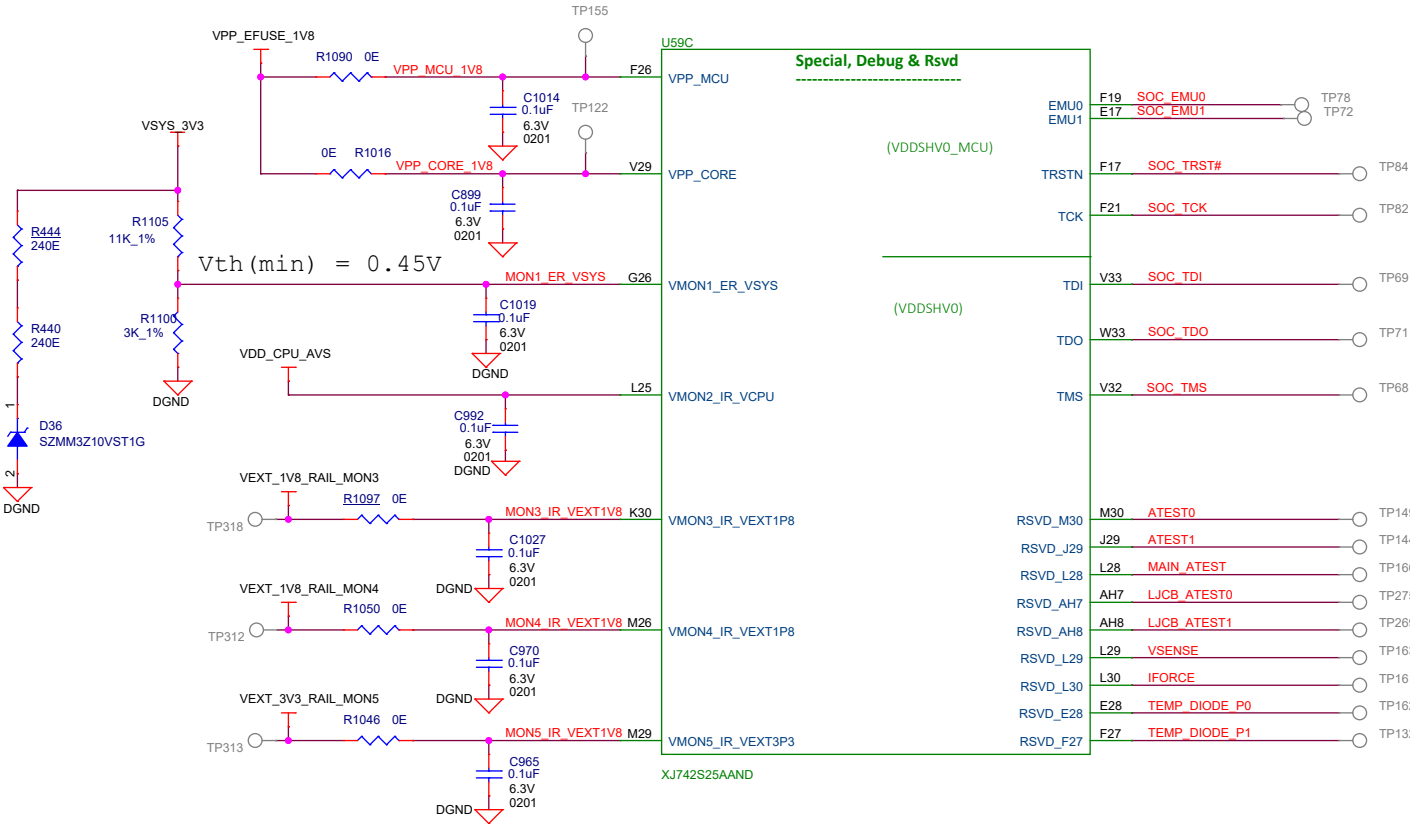 TP155
VPP_EFUSE_1V8
U59C
R1090 0E
VPP_MCU_1V8
F26
VPP_MCU
Special, Debug & Rsvd
-----------------------------
C1014
0.1uF
6.3V
0201
TP122
EMU0
F19
SOC_EMU0
TP78
EMU1
E17
SOC_EMU1
TP72
VSYS_3V3
(VDDSHV0_MCU)
0E R1016
VPP_CORE_1V8
V29
VPP_CORE
TRSTN
F17
SOC_TRST#
TP84
C899
0.1uF
6.3V
0201
TCK
F21
SOC_TCK
TP82
R444
240E
R1105
11K_1%
Vth(min) = 0.45V
MON1_ER_VSYS
G26
VMON1_ER_VSYS
TDI
V33
SOC_TDI
TP69
C1019
0.1uF
6.3V
0201
DGND
(VDDSHV0)
R440
240E
R1100
3K_1%
DGND
TDO
W33
SOC_TDO
TP71
VDD_CPU_AVS
L25
VMON2_IR_VCPU
TMS
V32
SOC_TMS
TP68
C992
0.1uF
6.3V
0201
DGND
1
D36
SZMM3Z10VST1G
2
DGND
VEXT_1V8_RAIL_MON3
R1097 0E
TP318
MON3_IR_VEXT1V8
K30
VMON3_IR_VEXT1P8
C1027
0.1uF
6.3V
0201
DGND
VEXT_1V8_RAIL_MON4
R1050 0E
TP312
MON4_IR_VEXT1V8
M26
VMON4_IR_VEXT1P8
C970
0.1uF
6.3V
0201
DGND
VEXT_3V3_RAIL_MON5
R1046 0E
TP313
MON5_IR_VEXT1V8
M29
VMON5_IR_VEXT3P3
C965
0.1uF
6.3V
0201
DGND
RSVD_M30
M30
ATEST0
RSVD_J29
J29
ATEST1
RSVD_L28
L28
MAIN_ATEST
RSVD_AH7
AH7
LJCB_ATEST0
RSVD_AH8
AH8
LJCB_ATEST1
RSVD_L29
L29
VSENSE
RSVD_L30
L30
IFORCE
RSVD_E28
E28
TEMP_DIODE_P0
RSVD_F27
F27
TEMP_DIODE_P1
XJ742S25AAND